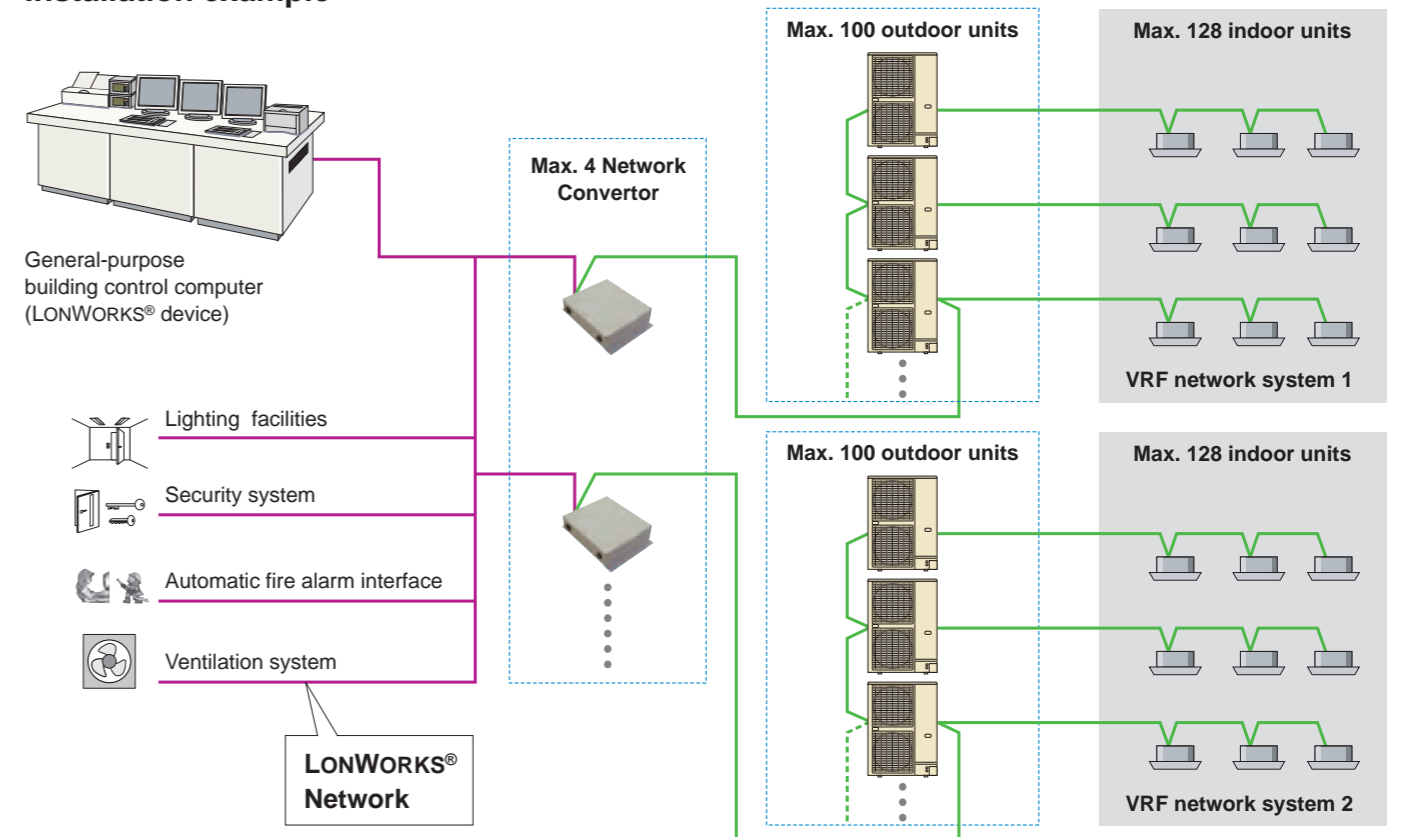 Installation example
Max. 100 outdoor units
Max. 128 indoor units
Max. 4 Network
Convertor
General-purpose
building control computer
(LONWORKS® device)
VRF network system 1
Lighting facilities
Security system
Automatic fire alarm interface
Ventilation system
LONWORKS®
Network
Max. 100 outdoor units
Max. 128 indoor units
VRF network system 2